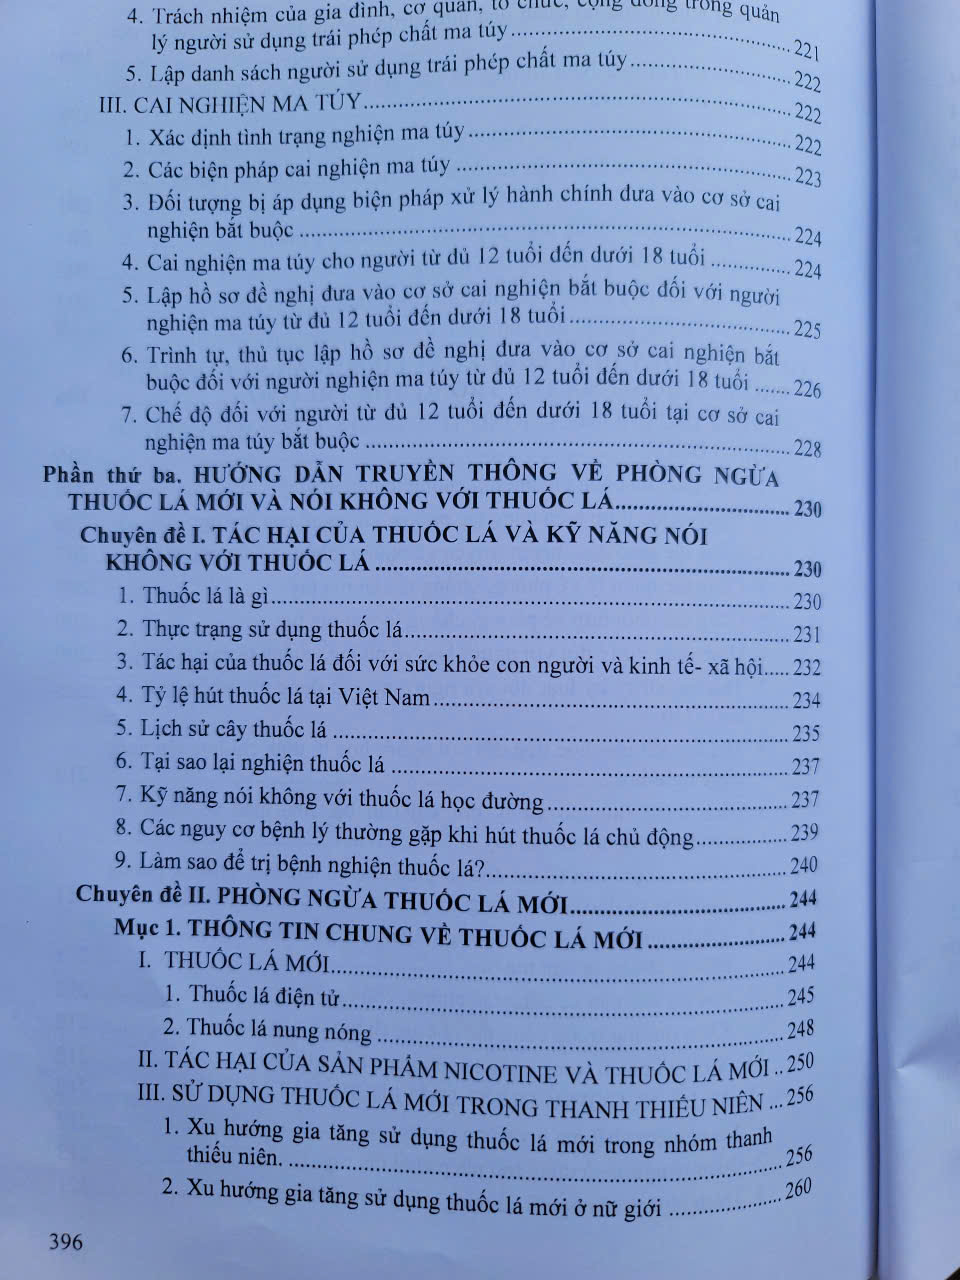 4. Trách nhiệm của gia đình, cơ quan, tổ chức, cộng đồng trong quản
lý người sử dụng trái phép chất ma túy.......... 221
5. Lập danh sách người sử dụng trái phép chất ma túy.......... 222
III. CAI NGHIỆN MA TÚY.......... 222
1. Xác định tình trạng nghiện ma túy.......... 222
2. Các biện pháp cai nghiện ma túy.......... 223
3. Đối tượng bị áp dụng biện pháp xử lý hành chính đưa vào cơ sở cai
nghiện bắt buộc.......... 224
4. Cai nghiện ma túy cho người từ đủ 12 tuổi đến dưới 18 tuổi.......... 224
5. Lập hồ sơ đề nghị đưa vào cơ sở cai nghiện bắt buộc đối với người
nghiện ma túy từ đủ 12 tuổi đến dưới 18 tuổi.......... 225
6. Trình tự, thủ tục lập hồ sơ đề nghị đưa vào cơ sở cai nghiện bắt
buộc đối với người nghiện ma túy từ đủ 12 tuổi đến dưới 18 tuổi ....... 226
7. Chế độ đối với người từ đủ 12 tuổi đến dưới 18 tuổi tại cơ sở cai
nghiện ma túy bắt buộc.......... 228
Phần thứ ba. HƯỚNG DẪN TRUYỀN THÔNG VỀ PHÒNG NGỪA
THUỐC LÁ MỚI VÀ NÓI KHÔNG VỚI THUỐC LÁ.......... 230
Chuyên đề I. TÁC HẠI CỦA THUỐC LÁ VÀ KỸ NĂNG NÓI
KHÔNG VỚI THUỐC LÁ.......... 230
1. Thuốc lá là gì.......... 230
2. Thực trạng sử dụng thuốc lá.......... 231
3. Tác hại của thuốc lá đối với sức khỏe con người và kinh tế- xã hội..... 232
4. Tỷ lệ hút thuốc lá tại Việt Nam.......... 234
5. Lịch sử cây thuốc lá.......... 235
6. Tại sao lại nghiện thuốc lá.......... 237
7. Kỹ năng nói không với thuốc lá học đường.......... 237
8. Các nguy cơ bệnh lý thường gặp khi hút thuốc lá chủ động.......... 239
9. Làm sao để trị bệnh nghiện thuốc lá?.......... 240
Chuyên đề II. PHÒNG NGỪA THUỐC LÁ MỚI.......... 244
Mục 1. THÔNG TIN CHUNG VỀ THUỐC LÁ MỚI.......... 244
I. THUỐC LÁ MỚI.......... 244
1. Thuốc lá điện tử.......... 245
2. Thuốc lá nung nóng.......... 248
II. TÁC HẠI CỦA SẢN PHẨM NICOTINE VÀ THUỐC LÁ MỚI .. 250
III. SỬ DỤNG THUỐC LÁ MỚI TRONG THANH THIẾU NIÊN ... 256
1. Xu hướng gia tăng sử dụng thuốc lá mới trong nhóm thanh
thiếu niên........... 256
2. Xu hướng gia tăng sử dụng thuốc lá mới ở nữ giới.......... 260
396